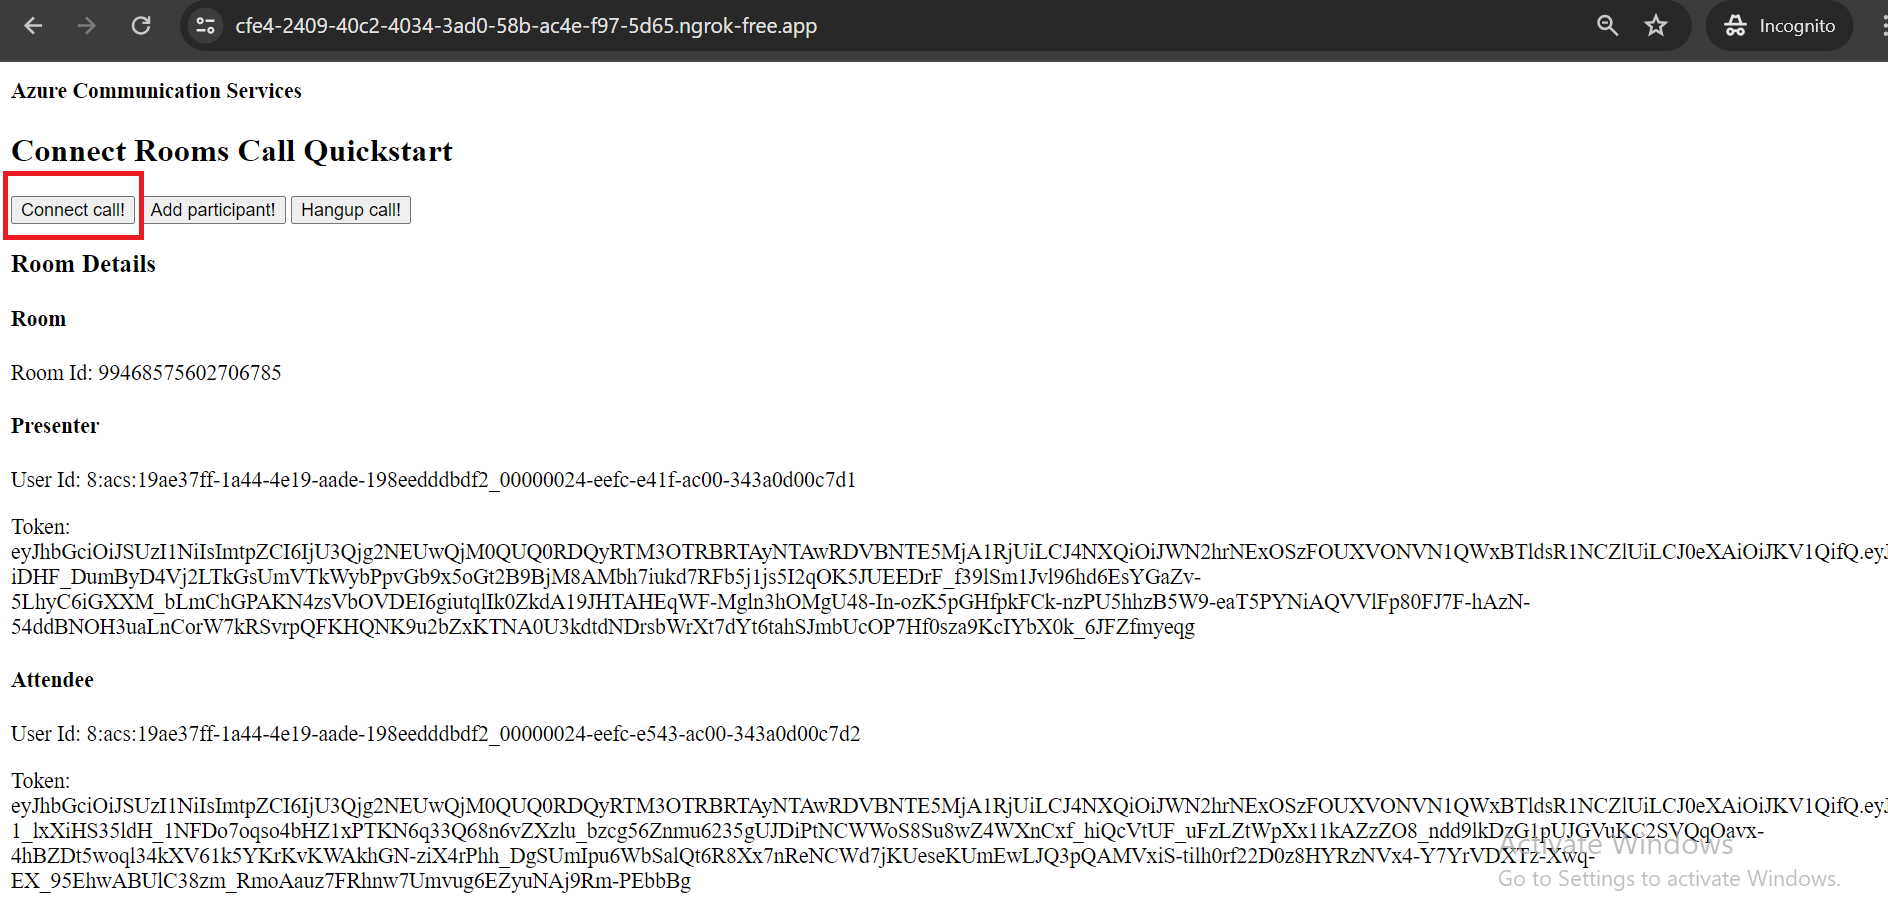 cfe4-2409-40c2-4034-3ad0-58b-ac4e-f97-5d65.ngrok-free.app
Incognito
Azure Communication Services
Connect Rooms Call Quickstart
Connect call! Add participant! Hangup call!
Room Details
Room
Room Id: 99468575602706785
Presenter
User Id: 8:acs:19ae37ff-1a44-4e19-aade-198eedddbdf2_00000024-eefc-e41f-ac00-343a0d00c7d1
Token:
eyJhbGciOiJSUzI1NiIsImtpZCI6IjU3Qjg2NEUwQjM0QUQ0RDQyRTM3OTRBRTAyNTAwRDVBNTE5MjA1RjUiLCJ4NXQiOiJWN2hrNExOSzFOUXVONVN1QWxBTldsR1NCZlUiLCJ0eXAiOiJKV1QifQ.eyJ
iDHF_DumByD4Vj2LTkGsUmVTkWybPpvGb9x5oGt2B9BjM8AMbh7iukd7RFb5j1js5I2qOK5JUEEDrF_f39lSm1Jvl96hd6EsYGaZv-
5LhyC6iGXXM_bLmChGPAKN4zsVbOVDEI6giutqlIk0ZkdA19JHTAHEqWF-Mgln3hOMgU48-In-ozK5pGHfpkFCk-nzPU5hhzB5W9-eaT5PYNiAQVVlFp80FJ7F-hAzN-
54ddBNOH3uaLnCorW7kRSvrpQFKHQNK9u2bZxKTNA0U3kdtdNDrsbWrXt7dYt6tahSJmbUcOP7Hf0sza9KcIYbX0k_6JFZfmyeqg
Attendee
User Id: 8:acs:19ae37ff-1a44-4e19-aade-198eedddbdf2_00000024-eefc-e543-ac00-343a0d00c7d2
Token:
eyJhbGciOiJSUzI1NiIsImtpZCI6IjU3Qjg2NEUwQjM0QUQ0RDQyRTM3OTRBRTAyNTAwRDVBNTE5MjA1RjUiLCJ4NXQiOiJWN2hrNExOSzFOUXVONVN1QWxBTldsR1NCZlUiLCJ0eXAiOiJKV1QifQ.eyJ
1_lxXiHS35ldH_1NFDo7oqso4bHZ1xPTKN6q33Q68n6vZXzlu_bzcg56Znmu6235gUJDiPtNCWWoS8Su8wZ4WXnCxf_hiQcVtUF_uFzLZtWpXx11kAZzZO8_ndd9lkDzG1pUJGVuKC2SVQqOavx-
4hBZDt5woql34kXV61k5YKrKvKWAkhGN-ziX4rPhh_DgSUmIpu6WbSalQt6R8Xx7nReNCWd7jKUeseKUmEwLJQ3pQAMVxiS-tilh0rf22D0z8HYRzNVx4-Y7YrVDXTz-Xwq-
EX_95EhwABUlC38zm_RmoAauz7FRhnw7Umvug6EZyuNAj9Rm-PEbbBg
Activate Windows
Go to Settings to activate Windows.